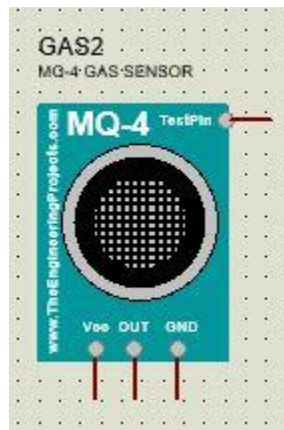 GAS2
MQ-4 GAS SENSOR
MQ-4
TestPin
www.TheEngineeringProjects.com
Vcc OUT GND